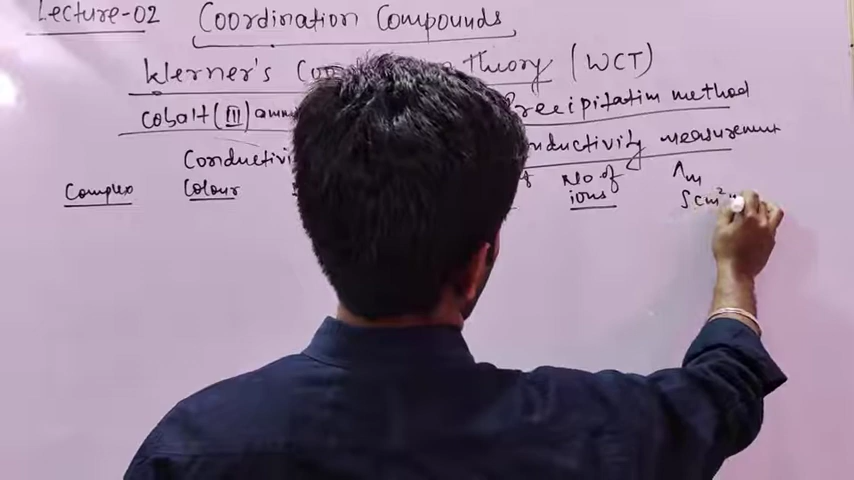 Lecture-02 Coordination Compounds
Werner's Theory (WCT)
Cobalt (III) Precipitation method
Conductivi nductivity measurement
Complex Colour No of ions Λm
S cm²